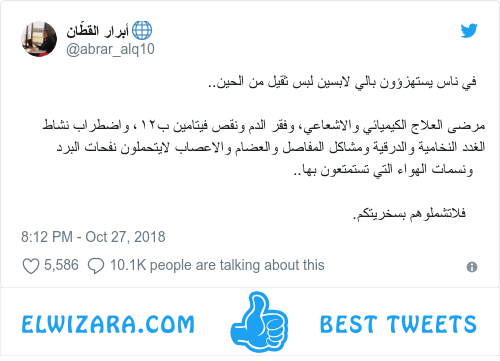 أبرار القطّان🌐
@abrar_alq10
في ناس يستهزؤون بالي لابسين لبس ثقيل من الحين..
مرضى العلاج الكيميائي والاشعاعي، وفقر الدم ونقص فيتامين ب١٢ ، واضطراب نشاط
الغدد النخامية والدرقية ومشاكل المفاصل والعضام والاعصاب لايتحملون نفحات البرد
ونسمات الهواء التي تستمتعون بها..
فلاتشملوهم بسخريتكم.
8:12 PM - Oct 27, 2018
5,586 10.1K people are talking about this
ELWIZARA.COM BEST TWEETS